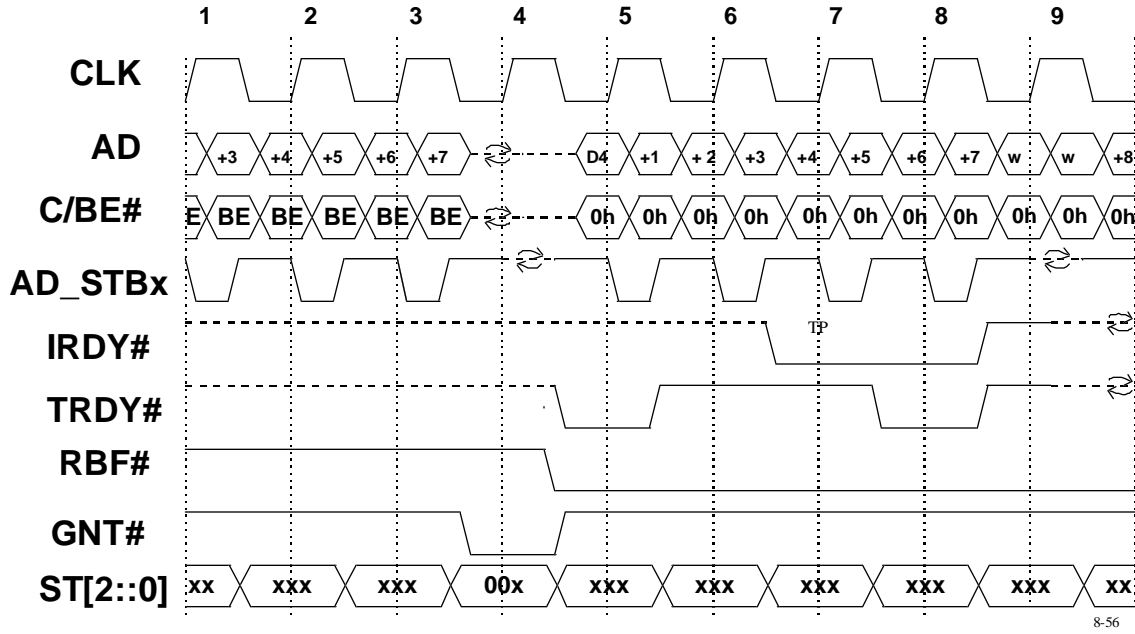 1 2 3 4 5 6 7 8 9
CLK
AD +3 +4 +5 +6 +7 D4 +1 + 2 +3 +4 +5 +6 +7 w w +8
C/BE# E BE BE BE BE BE 0h 0h 0h 0h 0h 0h 0h 0h 0h 0h 0h
AD_STBx
IRDY# TP
TRDY#
RBF#
GNT#
ST[2::0] xx xxx xxx 00x xxx xxx xxx xxx xxx xx
8-56